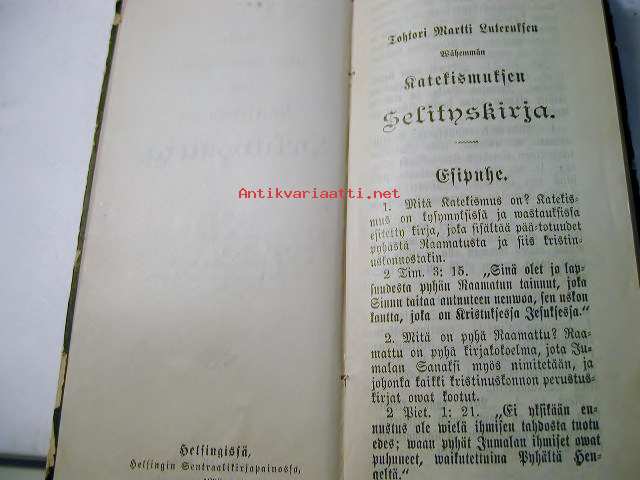 Helsingissä,
Helsingin Sentraalikirjapainossa,
Tohtori Martti Luteruksen
Wähemmän
Katekismuksen
Selityskirja.
Esipuhe.
Antikvariaatti.net
1. Mitä Katekismus on? Katekis=
mus on kysymyksissä ja wastauksissa
esitetty kirja, joka sisältää pää=totuudet
pyhästä Raamatusta ja siis kristin=
uskonnostakin.
2 Tim. 3: 15. „Sinä olet ja lap=
suudesta pyhän Raamatun tainnut, joka
Sinun taitaa autuuteen neuwoa, sen uskon
kautta, joka on Kristuksessa Jesuksessa.“
2. Mitä on pyhä Raamattu? Raa=
mattu on pyhä kirjakokoelma, jota Ju=
malan Sanaksi myös nimitetään, ja
johonka kaikki kristinuskonnon perustus=
kirjat owat kootut.
2 Piet. 1: 21. „Ei yksikään en=
nustus ole wielä ihmisen tahdosta tuotu
edes; waan pyhät Jumalan ihmiset owat
puhuneet, waikutettuina Pyhältä Hen=
geltä.“